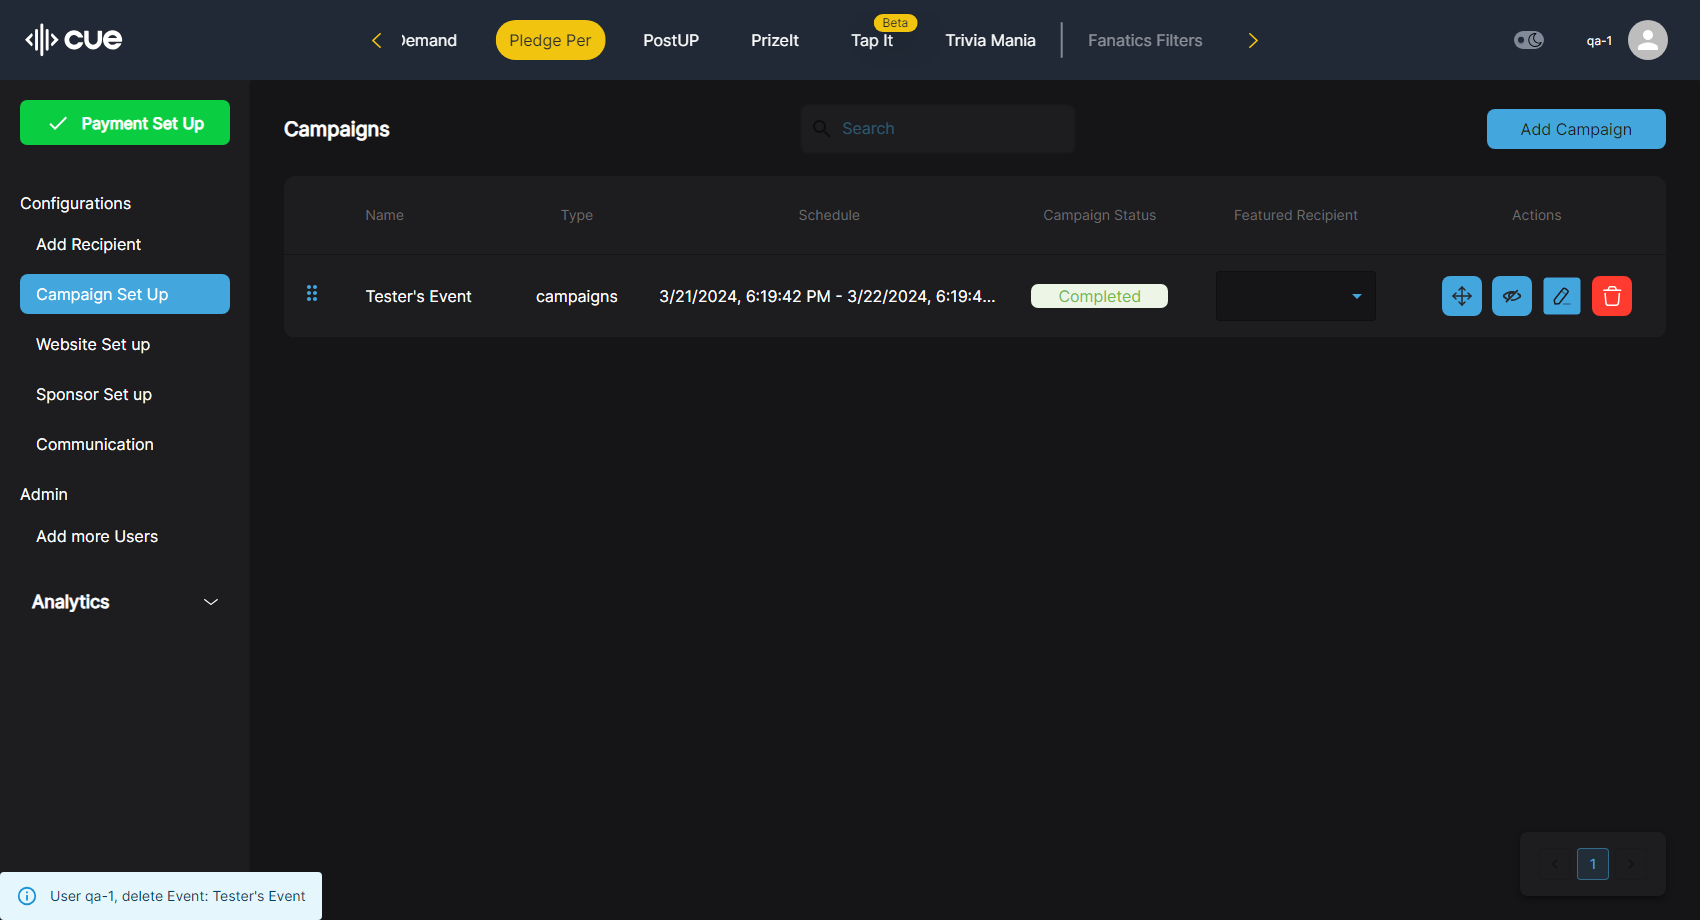 cue
Demand
Pledge Per
PostUP
PrizeIt
Beta
Tap It
Trivia Mania
Fanatics Filters
qa-1
Payment Set Up
Configurations
Add Recipient
Campaign Set Up
Website Set up
Sponsor Set up
Communication
Admin
Add more Users
Analytics
Campaigns
Search
Add Campaign
Name Type Schedule Campaign Status Featured Recipient Actions
Tester's Event campaigns 3/21/2024, 6:19:42 PM - 3/22/2024, 6:19:4... Completed
1
User qa-1, delete Event: Tester's Event